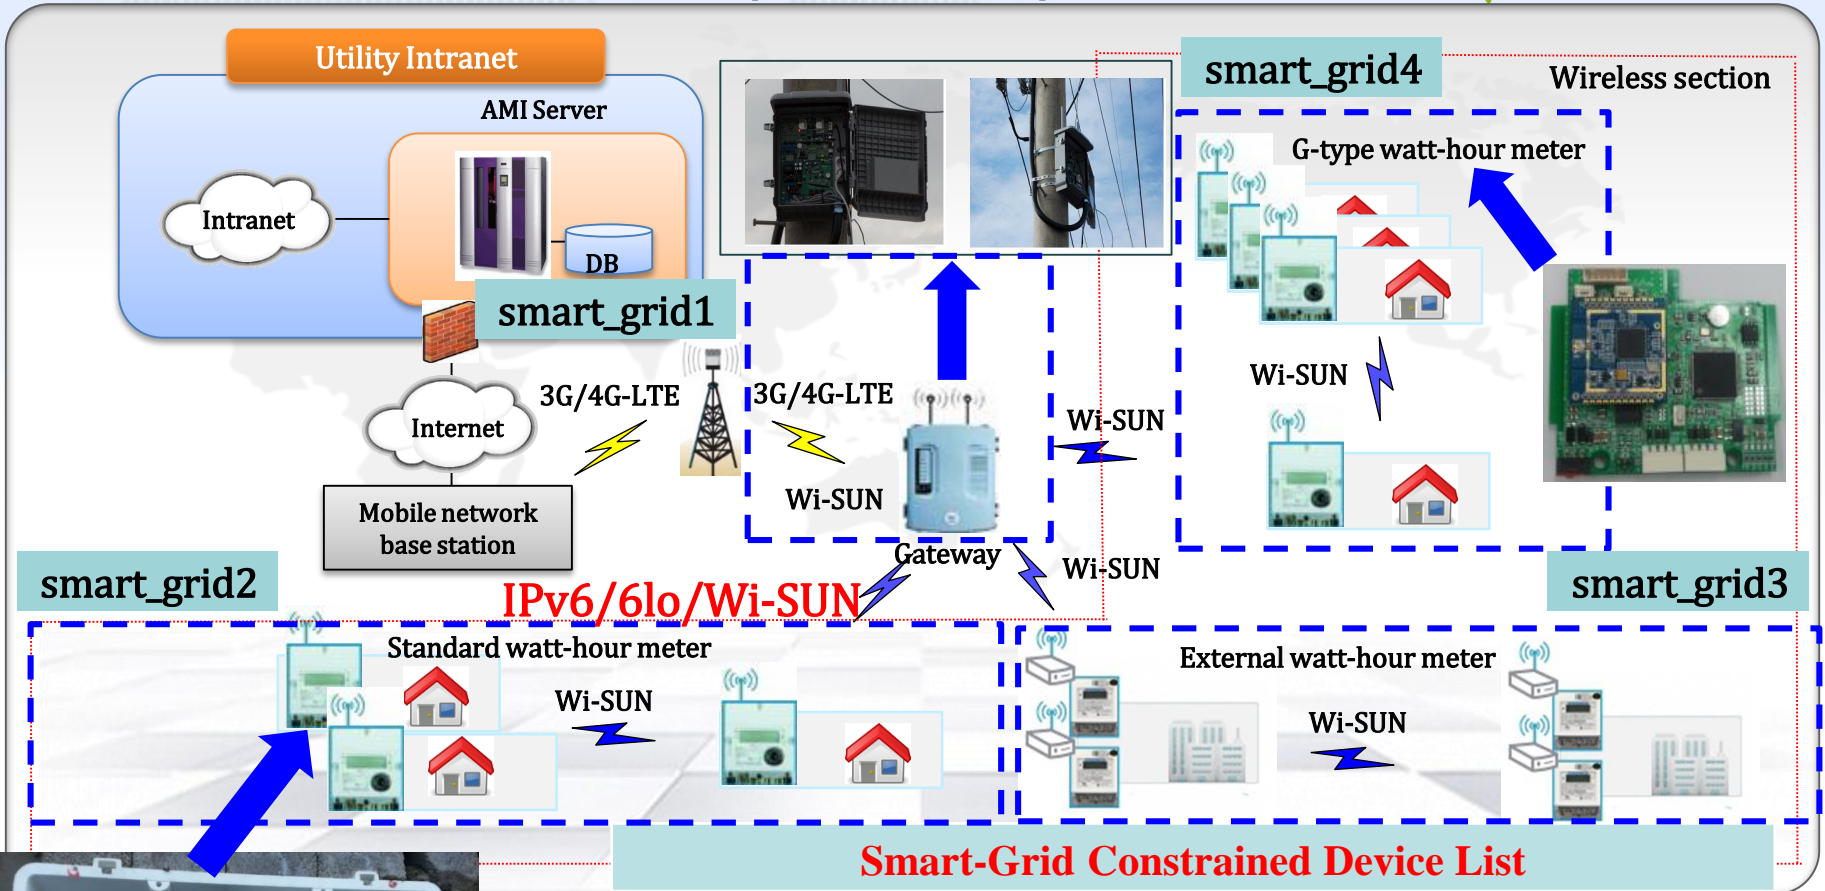 Utility Intranet
AMI Server
Intranet
DB
smart_grid1
smart_grid4
Wireless section
G-type watt-hour meter
Wi-SUN
3G/4G-LTE
3G/4G-LTE
Internet
Wi-SUN
Wi-SUN
Mobile network
base station
Gateway
Wi-SUN
smart_grid2
IPv6/6lo/Wi-SUN
smart_grid3
Standard watt-hour meter
Wi-SUN
External watt-hour meter
Wi-SUN
Smart-Grid Constrained Device List